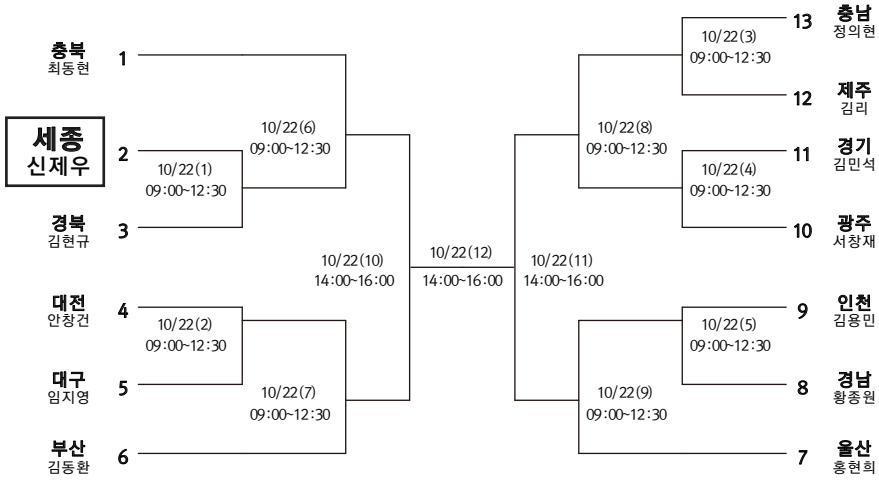 충북
최동현
1
세종
신제우
2
경북
김현규
3
대전
안창건
4
대구
임지영
5
부산
김동환
6
10/22(1)
09:00~12:30
10/22(2)
09:00~12:30
10/22(6)
09:00~12:30
10/22(7)
09:00~12:30
10/22(10)
14:00~16:00
10/22(12)
14:00~16:00
10/22(11)
14:00~16:00
10/22(8)
09:00~12:30
10/22(9)
09:00~12:30
10/22(3)
09:00~12:30
10/22(4)
09:00~12:30
10/22(5)
09:00~12:30
13
충남
정의현
12
제주
김리
11
경기
김민석
10
광주
서창재
9
인천
김용민
8
경남
황종원
7
울산
홍현희